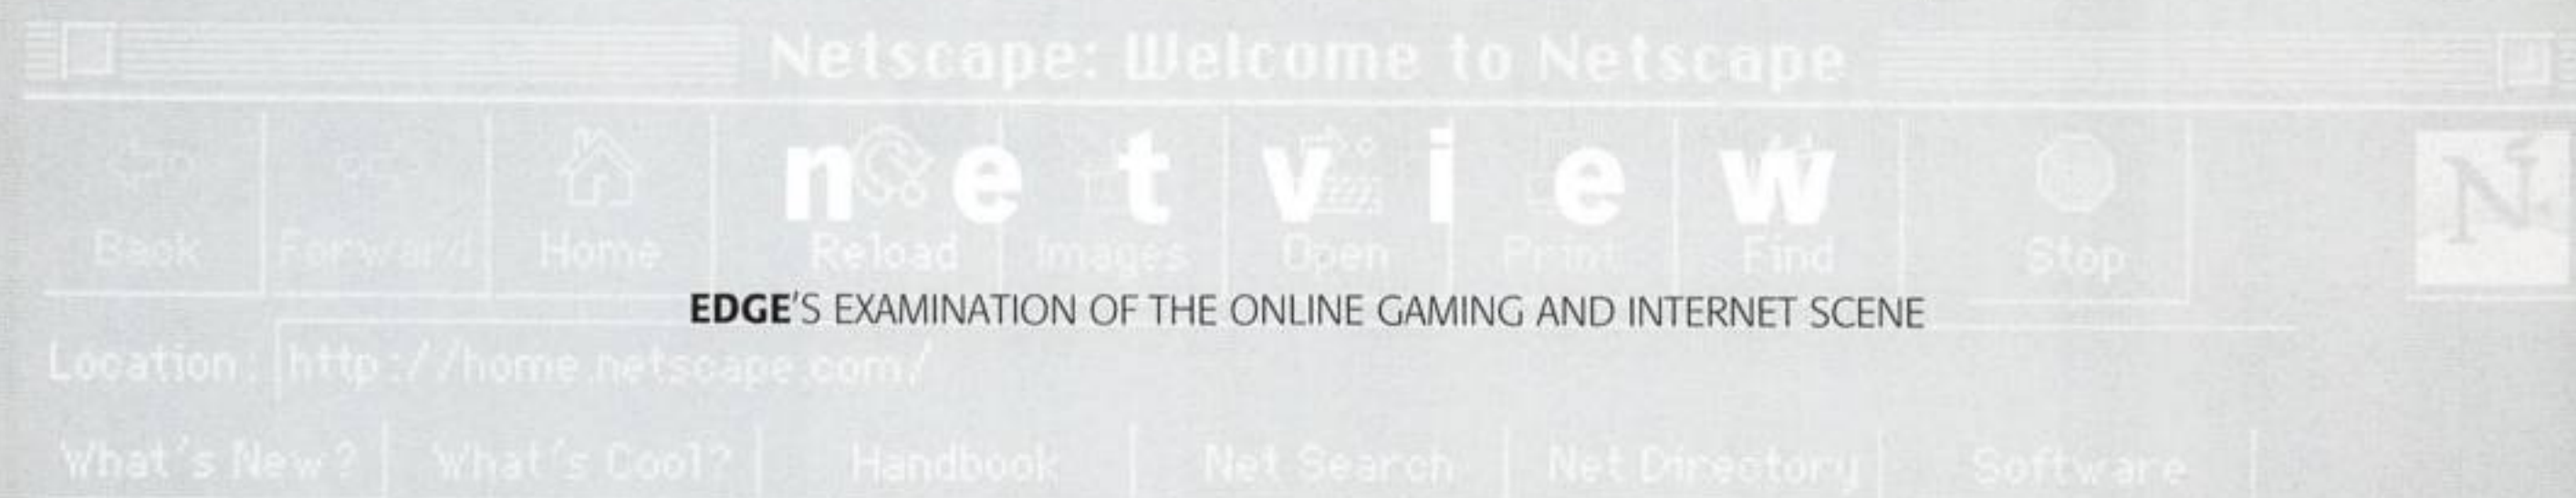 Netscape: Welcome to Netscape
netview
Back Forward Home Reload Images Open Print Find Stop
N
EDGE'S EXAMINATION OF THE ONLINE GAMING AND INTERNET SCENE
Location: http://home.netscape.com/
What's New? What's Cool? Handbook Net Search Net Directory Software